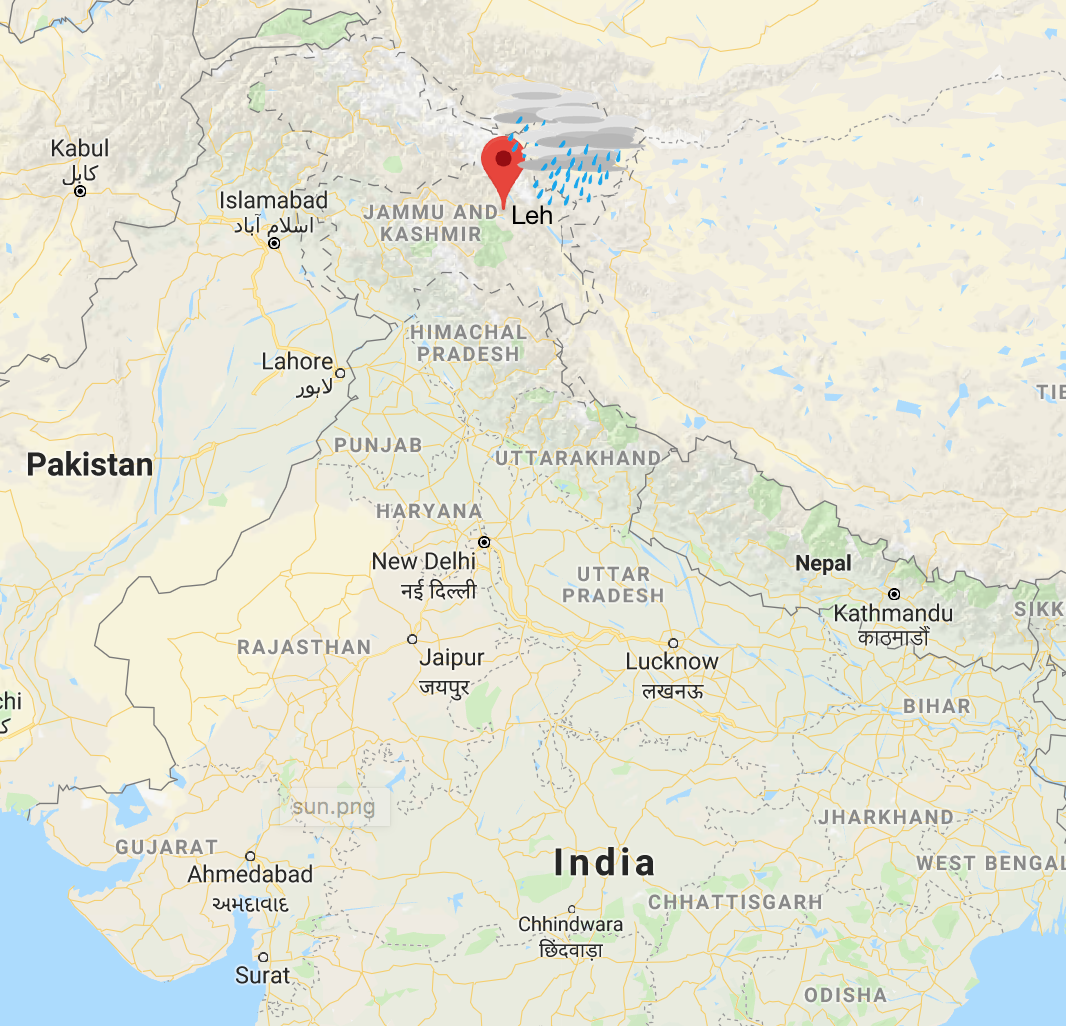 Kabul
کابل
Islamabad
اسلام آباد
JAMMU AND
KASHMIR
Leh
HIMACHAL
PRADESH
Lahore
لاہور
PUNJAB
UTTARAKHAND
Pakistan
HARYANA
New Delhi
नई दिल्ली
UTTAR
PRADESH
Nepal
Kathmandu
काठमाडौँ
SIKK
RAJASTHAN
Jaipur
जयपुर
Lucknow
लखनऊ
chi
BIHAR
TIB
sun.png
JHARKHAND
GUJARAT
Ahmedabad
અમદાવાદ
India
WEST BENGAL
CHHATTISGARH
Chhindwara
छिंदवाड़ा
Surat
ODISHA